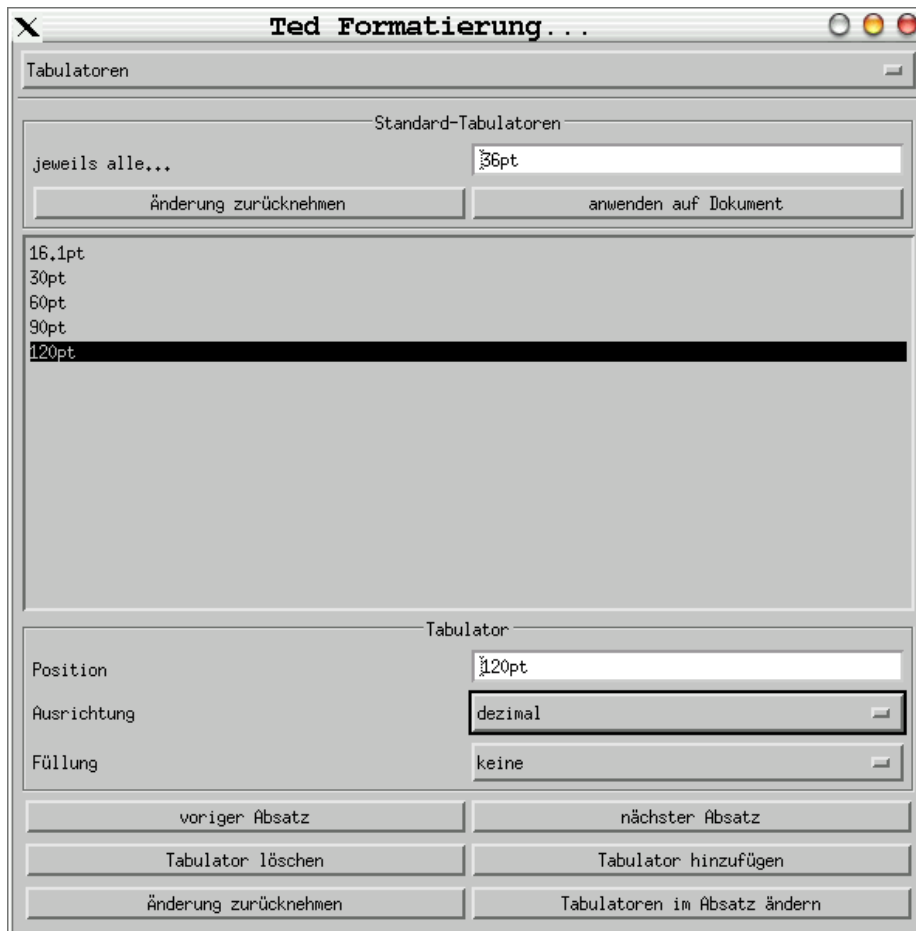 Ted Formatierung...
Tabulatoren
Standard-Tabulatoren
jeweils alle... 36pt
Änderung zurücknehmen anwenden auf Dokument
16.1pt
30pt
60pt
90pt
120pt
Tabulator
Position 120pt
Ausrichtung dezimal
Füllung keine
voriger Absatz nächster Absatz
Tabulator löschen Tabulator hinzufügen
Änderung zurücknehmen Tabulatoren im Absatz ändern